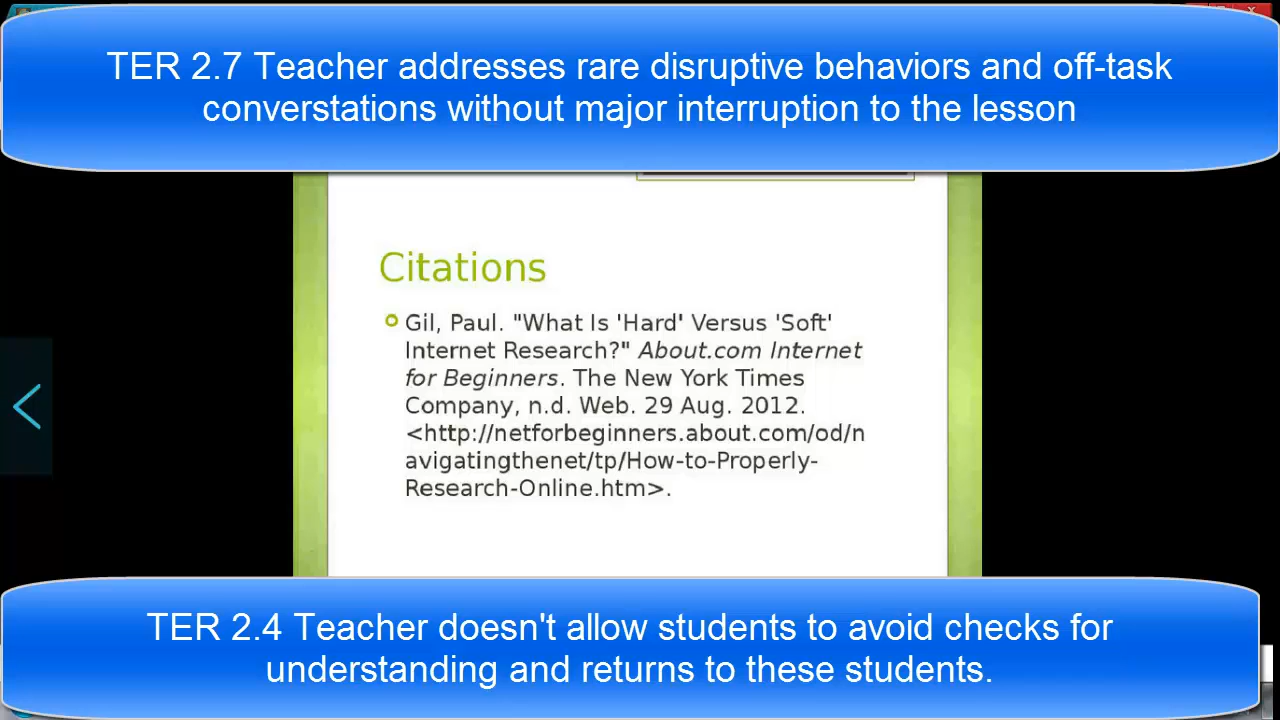 TER 2.7 Teacher addresses rare disruptive behaviors and off-task
converstations without major interruption to the lesson
Citations
Gil, Paul. "What Is 'Hard' Versus 'Soft'
Internet Research?" About.com Internet
for Beginners. The New York Times
Company, n.d. Web. 29 Aug. 2012.
<http://netforbeginners.about.com/od/n
avigatingthenet/tp/How-to-Properly-
Research-Online.htm>.
TER 2.4 Teacher doesn't allow students to avoid checks for
understanding and returns to these students.